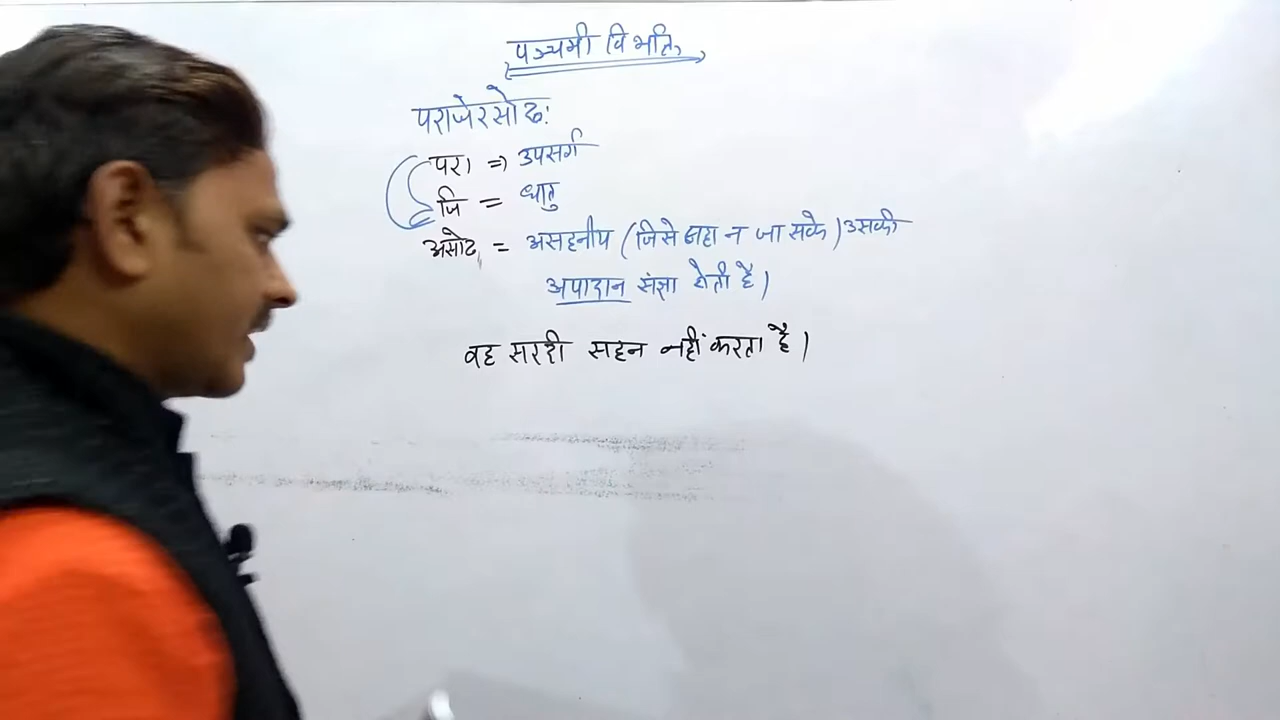 पञ्चमी विभक्ति
पराजेरसोढ:
परा => उपसर्ग
जि = धातु
असोढ = असहनीय (जिसे सहा न जा सके) उसकी
अपादान संज्ञा होती है।
वह सरदी सहन नहीं करता है।